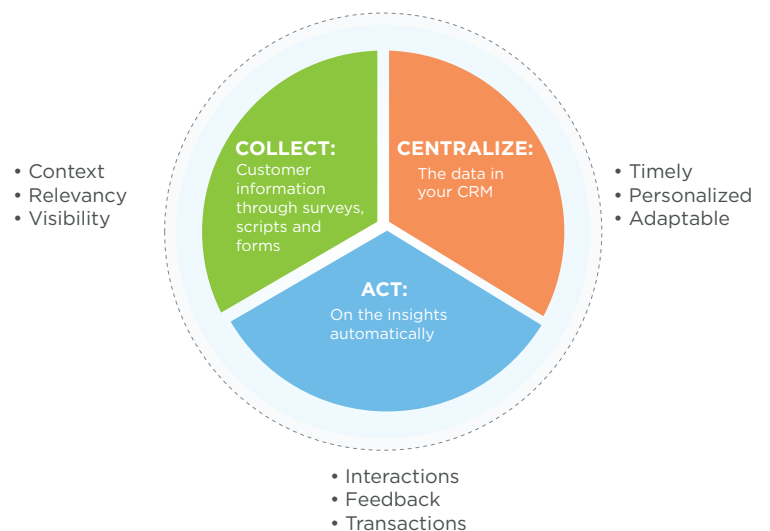 COLLECT:
Customer
information
through surveys,
scripts and
forms
CENTRALIZE:
The data in
your CRM
ACT:
On the insights
automatically
• Context
• Relevancy
• Visibility
• Timely
• Personalized
• Adaptable
• Interactions
• Feedback
• Transactions